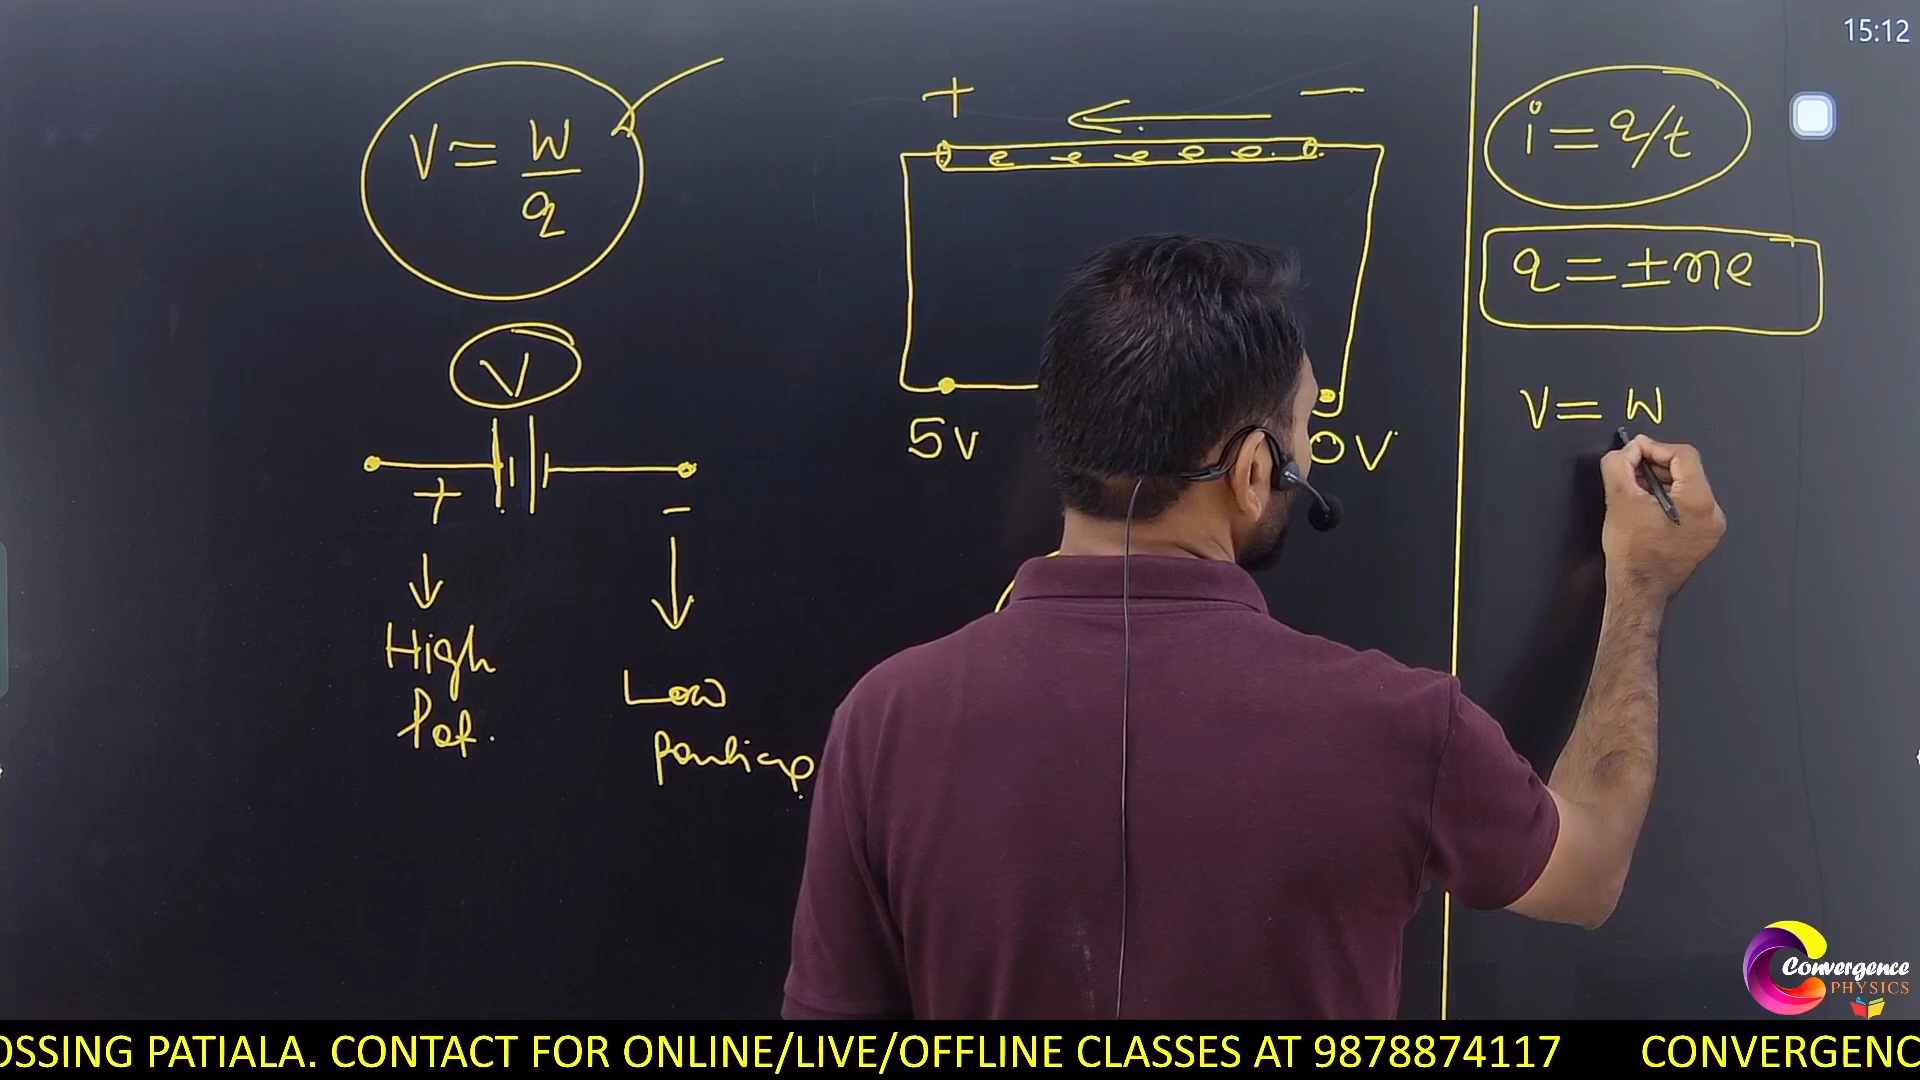 15:12
V = W
q
V
+ -
High
Pot.
Low
+ -
e e e e e
5V
0V
i = q/t
q = ±ne
V = W
Convergence
PHYSICS
OSSING PATIALA. CONTACT FOR ONLINE/LIVE/OFFLINE CLASSES AT 9878874117 CONVERGENC